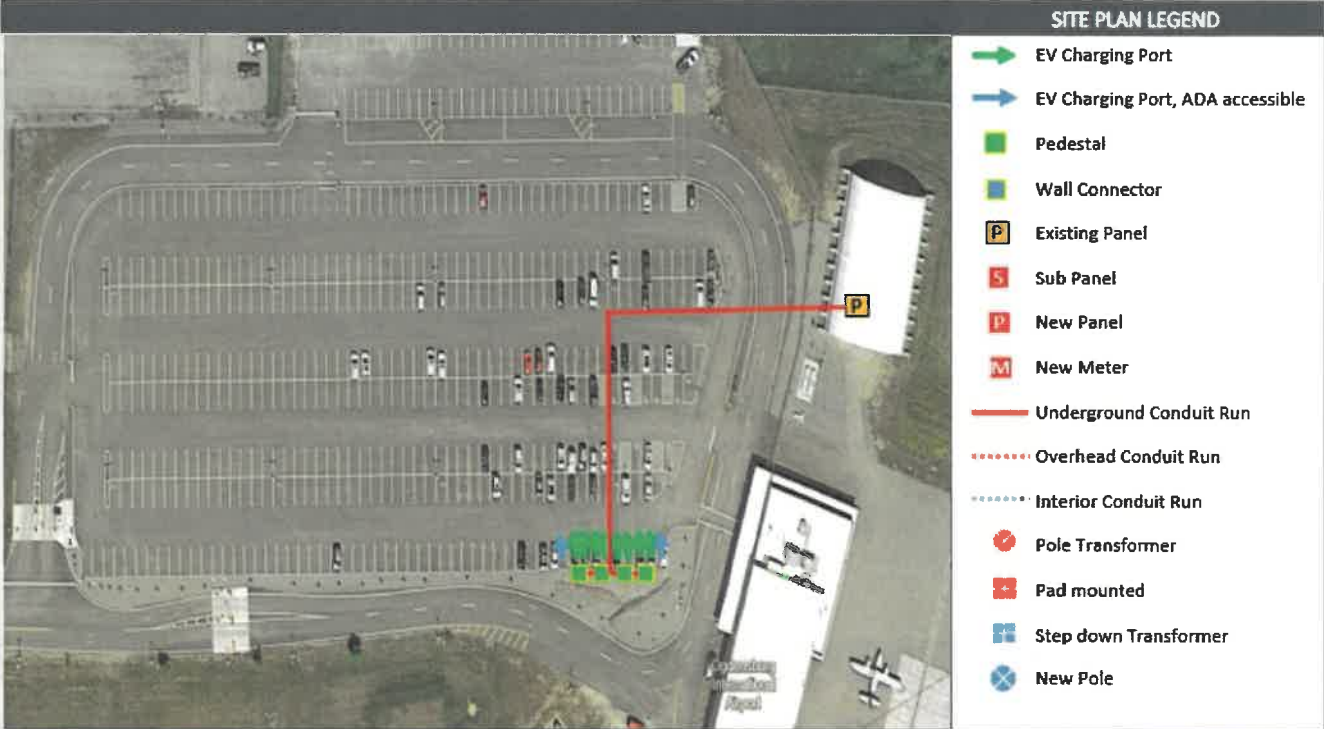 SITE PLAN LEGEND
EV Charging Port
EV Charging Port, ADA accessible
Pedestal
Wall Connector
P Existing Panel
S Sub Panel
P New Panel
M New Meter
Underground Conduit Run
Overhead Conduit Run
Interior Conduit Run
Pole Transformer
Pad mounted
Step down Transformer
New Pole
P
International
Airport